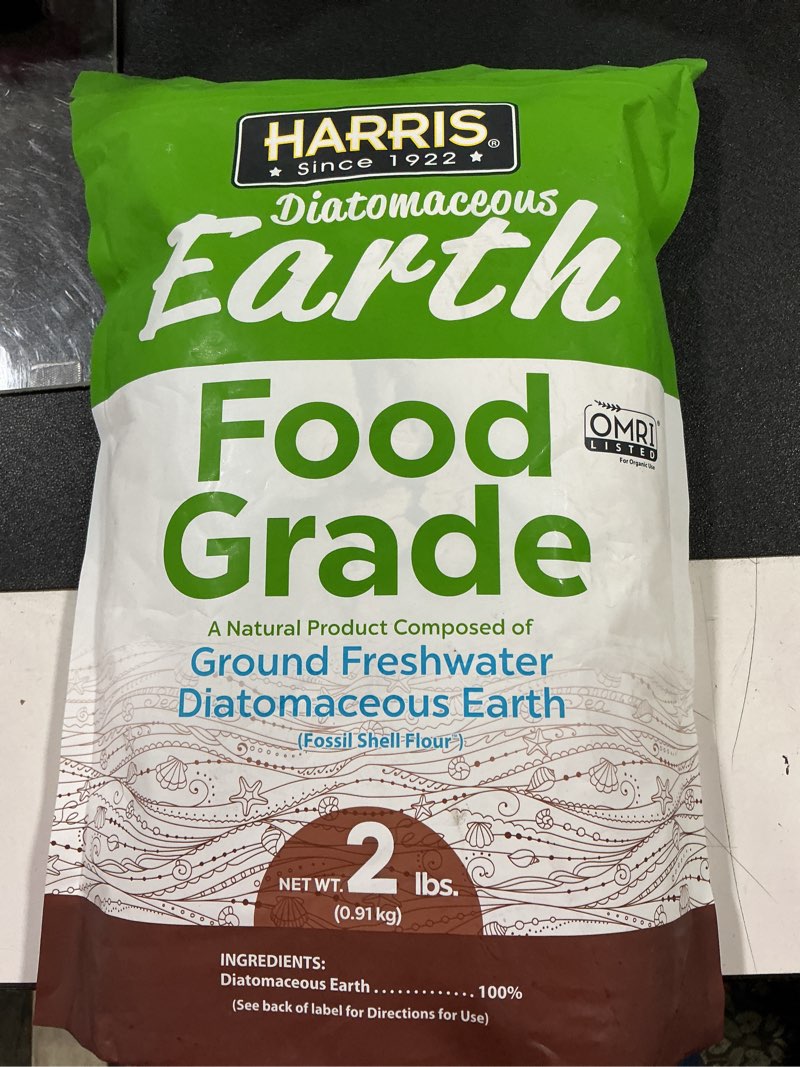 HARRIS®
★ Since 1922 ★
Diatomaceous
Earth
Food
Grade
OMRI®
LISTED
For Organic Use
A Natural Product Composed of
Ground Freshwater
Diatomaceous Earth
(Fossil Shell Flour®)
NET WT. 2 lbs.
(0.91 kg)
INGREDIENTS:
Diatomaceous Earth ............. 100%
(See back of label for Directions for Use)